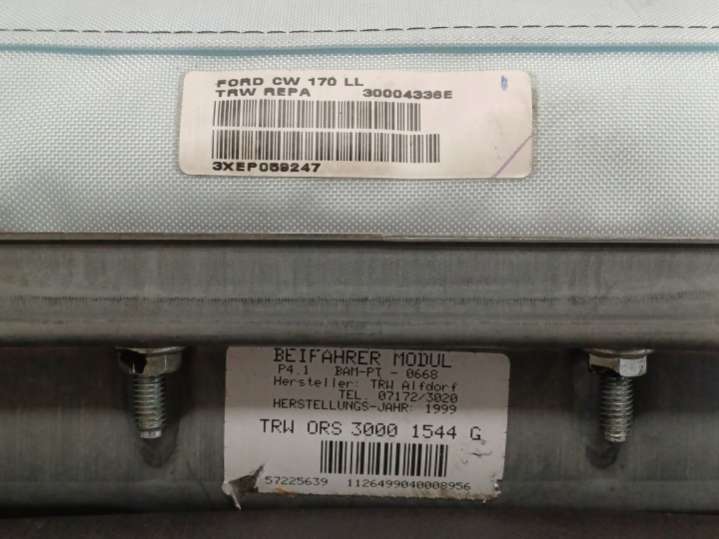 FORD CW 170 LL
TRW REPA 30004336E
3XEP059247
BEIFAHRER MODUL
P4.1 BAM-PT - 0668
Hersteller: TRW Alfdorf
TEL 07172/3020
HERSTELLUNGS-JAHR: 1999
TRW ORS 3000 1544 G
57225639 1126499040008956